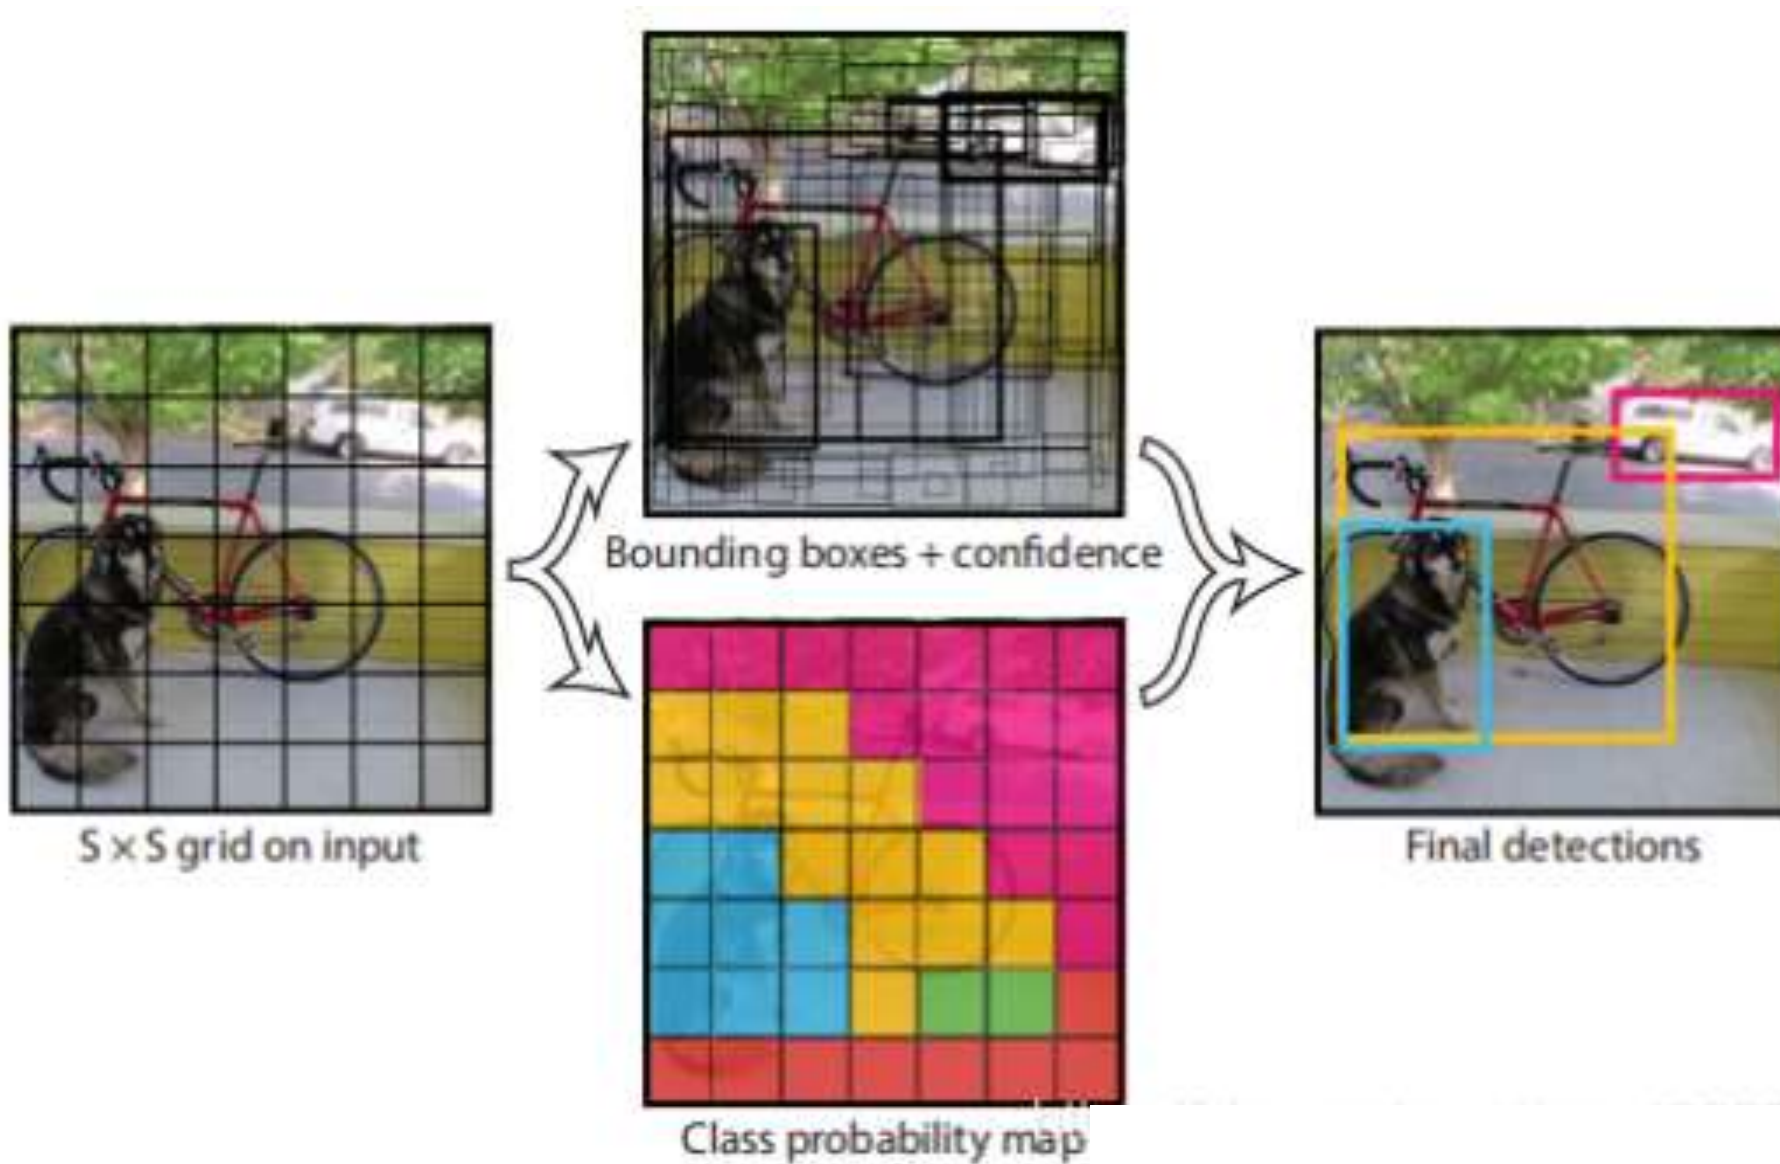 Bounding boxes + confidence
S × S grid on input
Final detections
Class probability map